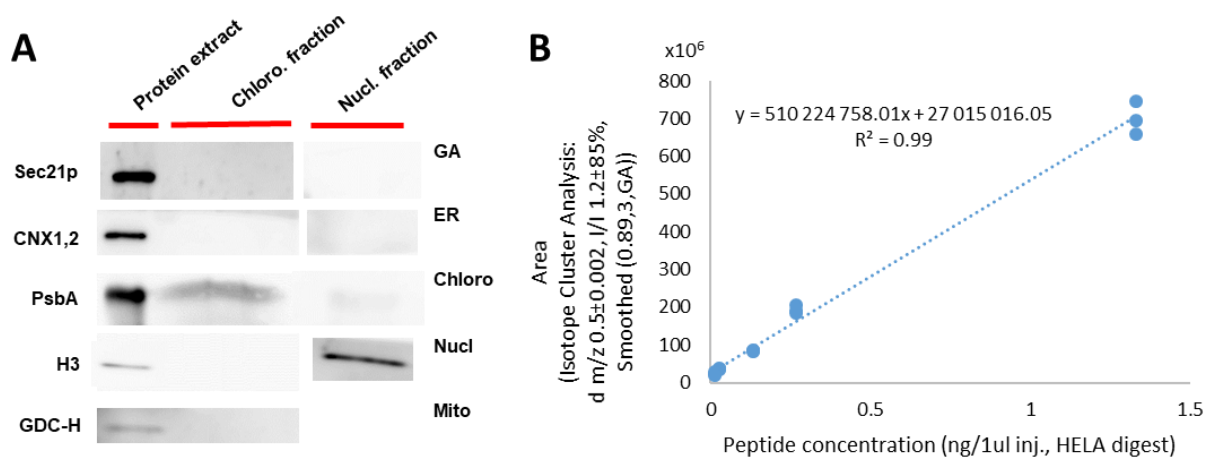 A
Protein extract
Chloro. fraction
Nucl. fraction
Sec21p
GA
CNX1,2
ER
PsbA
Chloro
H3
Nucl
GDC-H
Mito
B
x10⁶
800
700
600
500
400
300
200
100
0
y = 510 224 758.01x + 27 015 016.05
R² = 0.99
Area
(Isotope Cluster Analysis:
d m/z 0.5±0.002, I/I 1.2±85%,
Smoothed (0.89,3,GA))
0 0.5 1 1.5
Peptide concentration (ng/1ul inj., HELA digest)